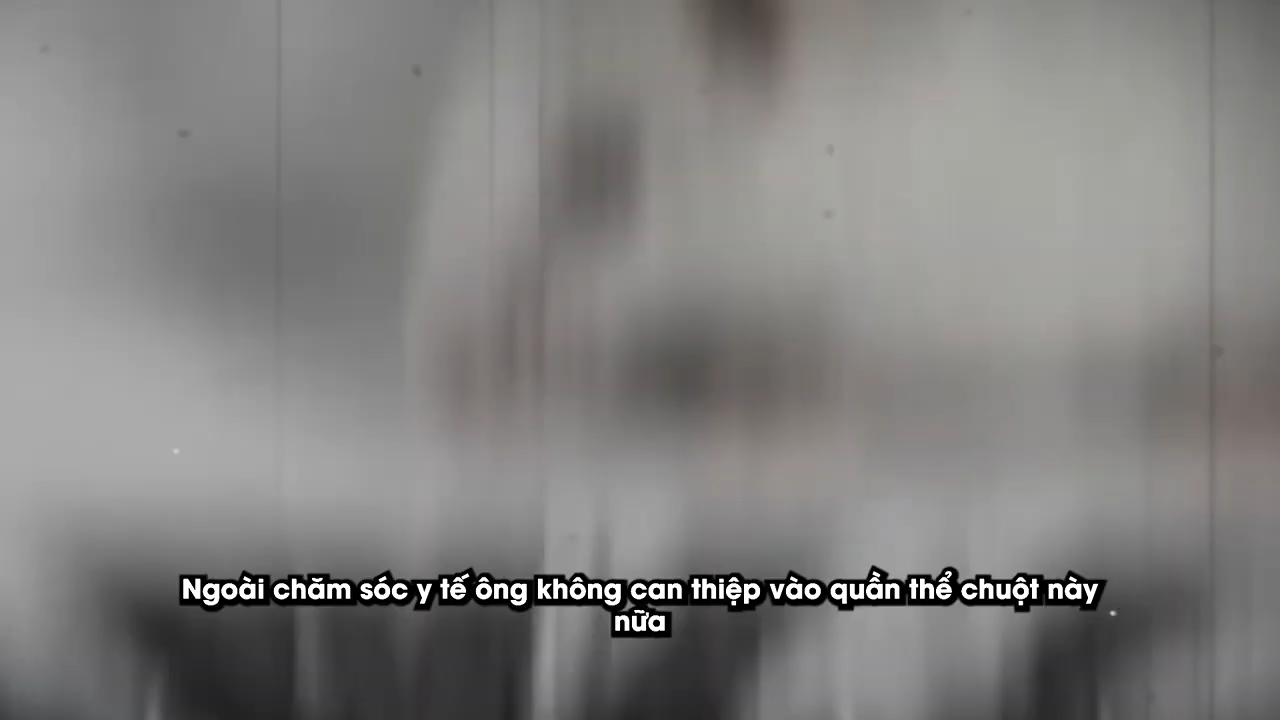 Ngoài chăm sóc y tế ông không can thiệp vào quần thể chuột này
nữa